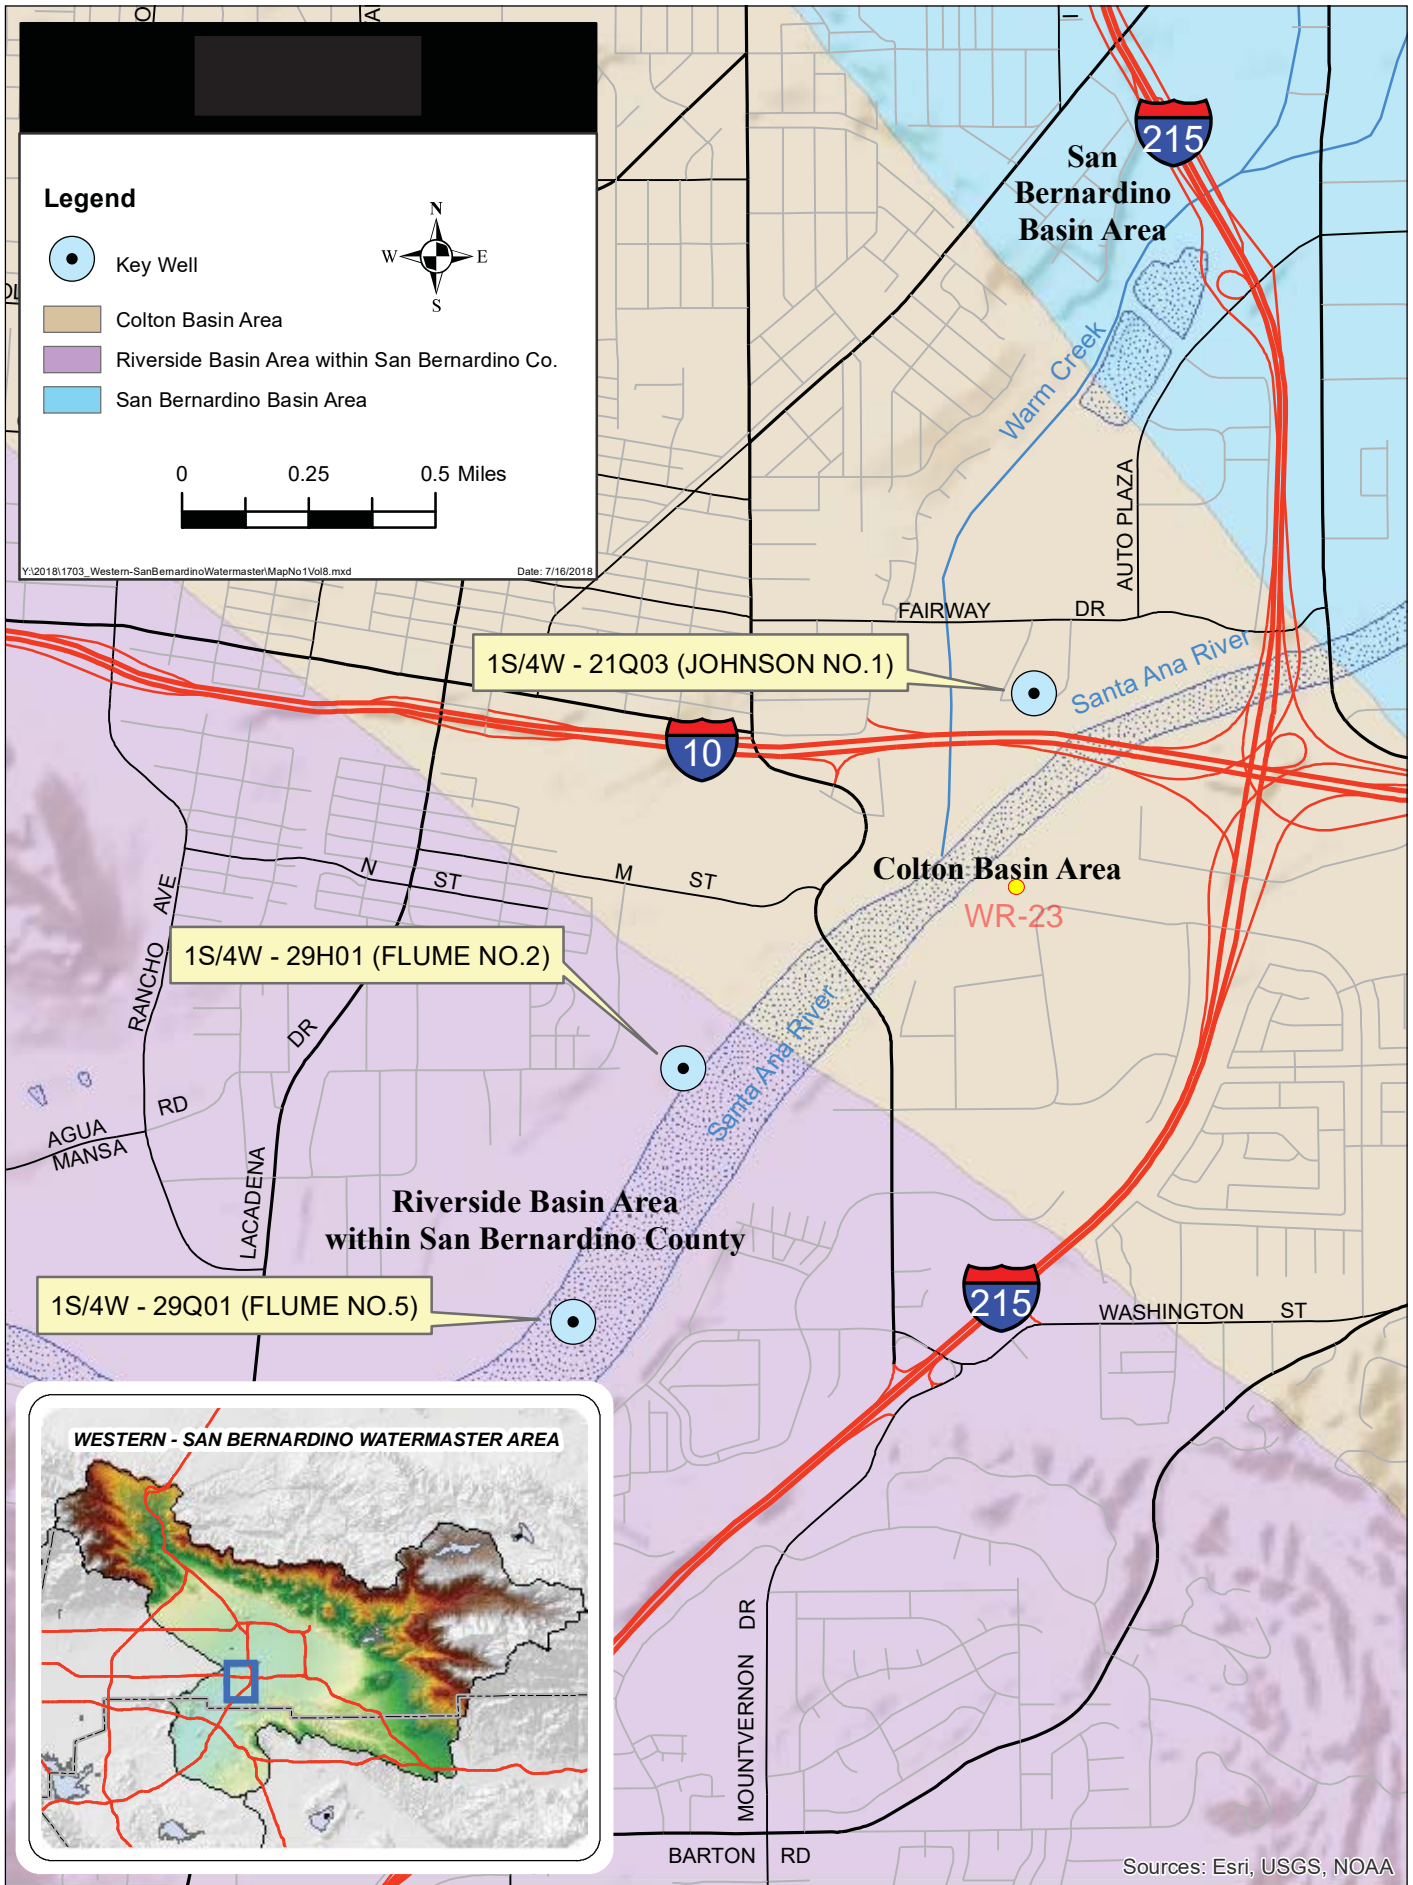 Legend
Key Well
Colton Basin Area
Riverside Basin Area within San Bernardino Co.
San Bernardino Basin Area
N
W E
S
0 0.25 0.5 Miles
Y:\2018\1703_Western-SanBernardinoWatermaster\MapNo1Vol8.mxd Date: 7/16/2018
215
San
Bernardino
Basin Area
Warm Creek
AUTO PLAZA
FAIRWAY DR
1S/4W - 21Q03 (JOHNSON NO.1)
Santa Ana River
10
N ST
M ST
Colton Basin Area
WR-23
RANCHO AVE
1S/4W - 29H01 (FLUME NO.2)
Santa Ana River
LACADENA DR
AGUA
MANSA
RD
Riverside Basin Area
within San Bernardino County
1S/4W - 29Q01 (FLUME NO.5)
215
WASHINGTON ST
WESTERN - SAN BERNARDINO WATERMASTER AREA
MOUNTVERNON DR
BARTON RD
Sources: Esri, USGS, NOAA